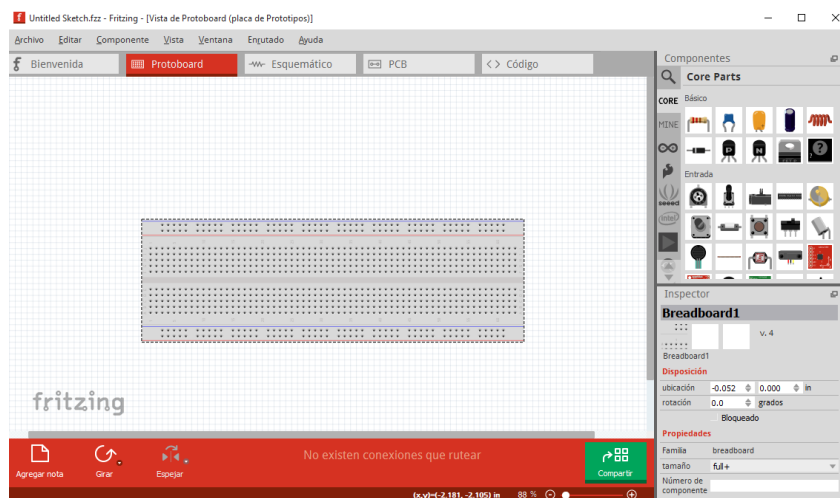 Untitled Sketch.fzz - Fritzing - [Vista de Protoboard (placa de Prototipos)]
Archivo Editar Componente Vista Ventana Enrutado Ayuda
Bienvenida Protoboard Esquemático PCB Código
Componentes
Core Parts
CORE Básico
MINE
Entrada
seeed
intel
fritzing
Inspector
Breadboard1
v. 4
Breadboard1
Disposición
ubicación -0.052 0.000 in
rotación 0.0 grados
Bloqueado
Propiedades
Familia breadboard
tamaño full+
Número de
componente
Agregar nota Girar Espejar No existen conexiones que rutear Compartir
(x,y)=(-2.181, -2.105) in 88 %